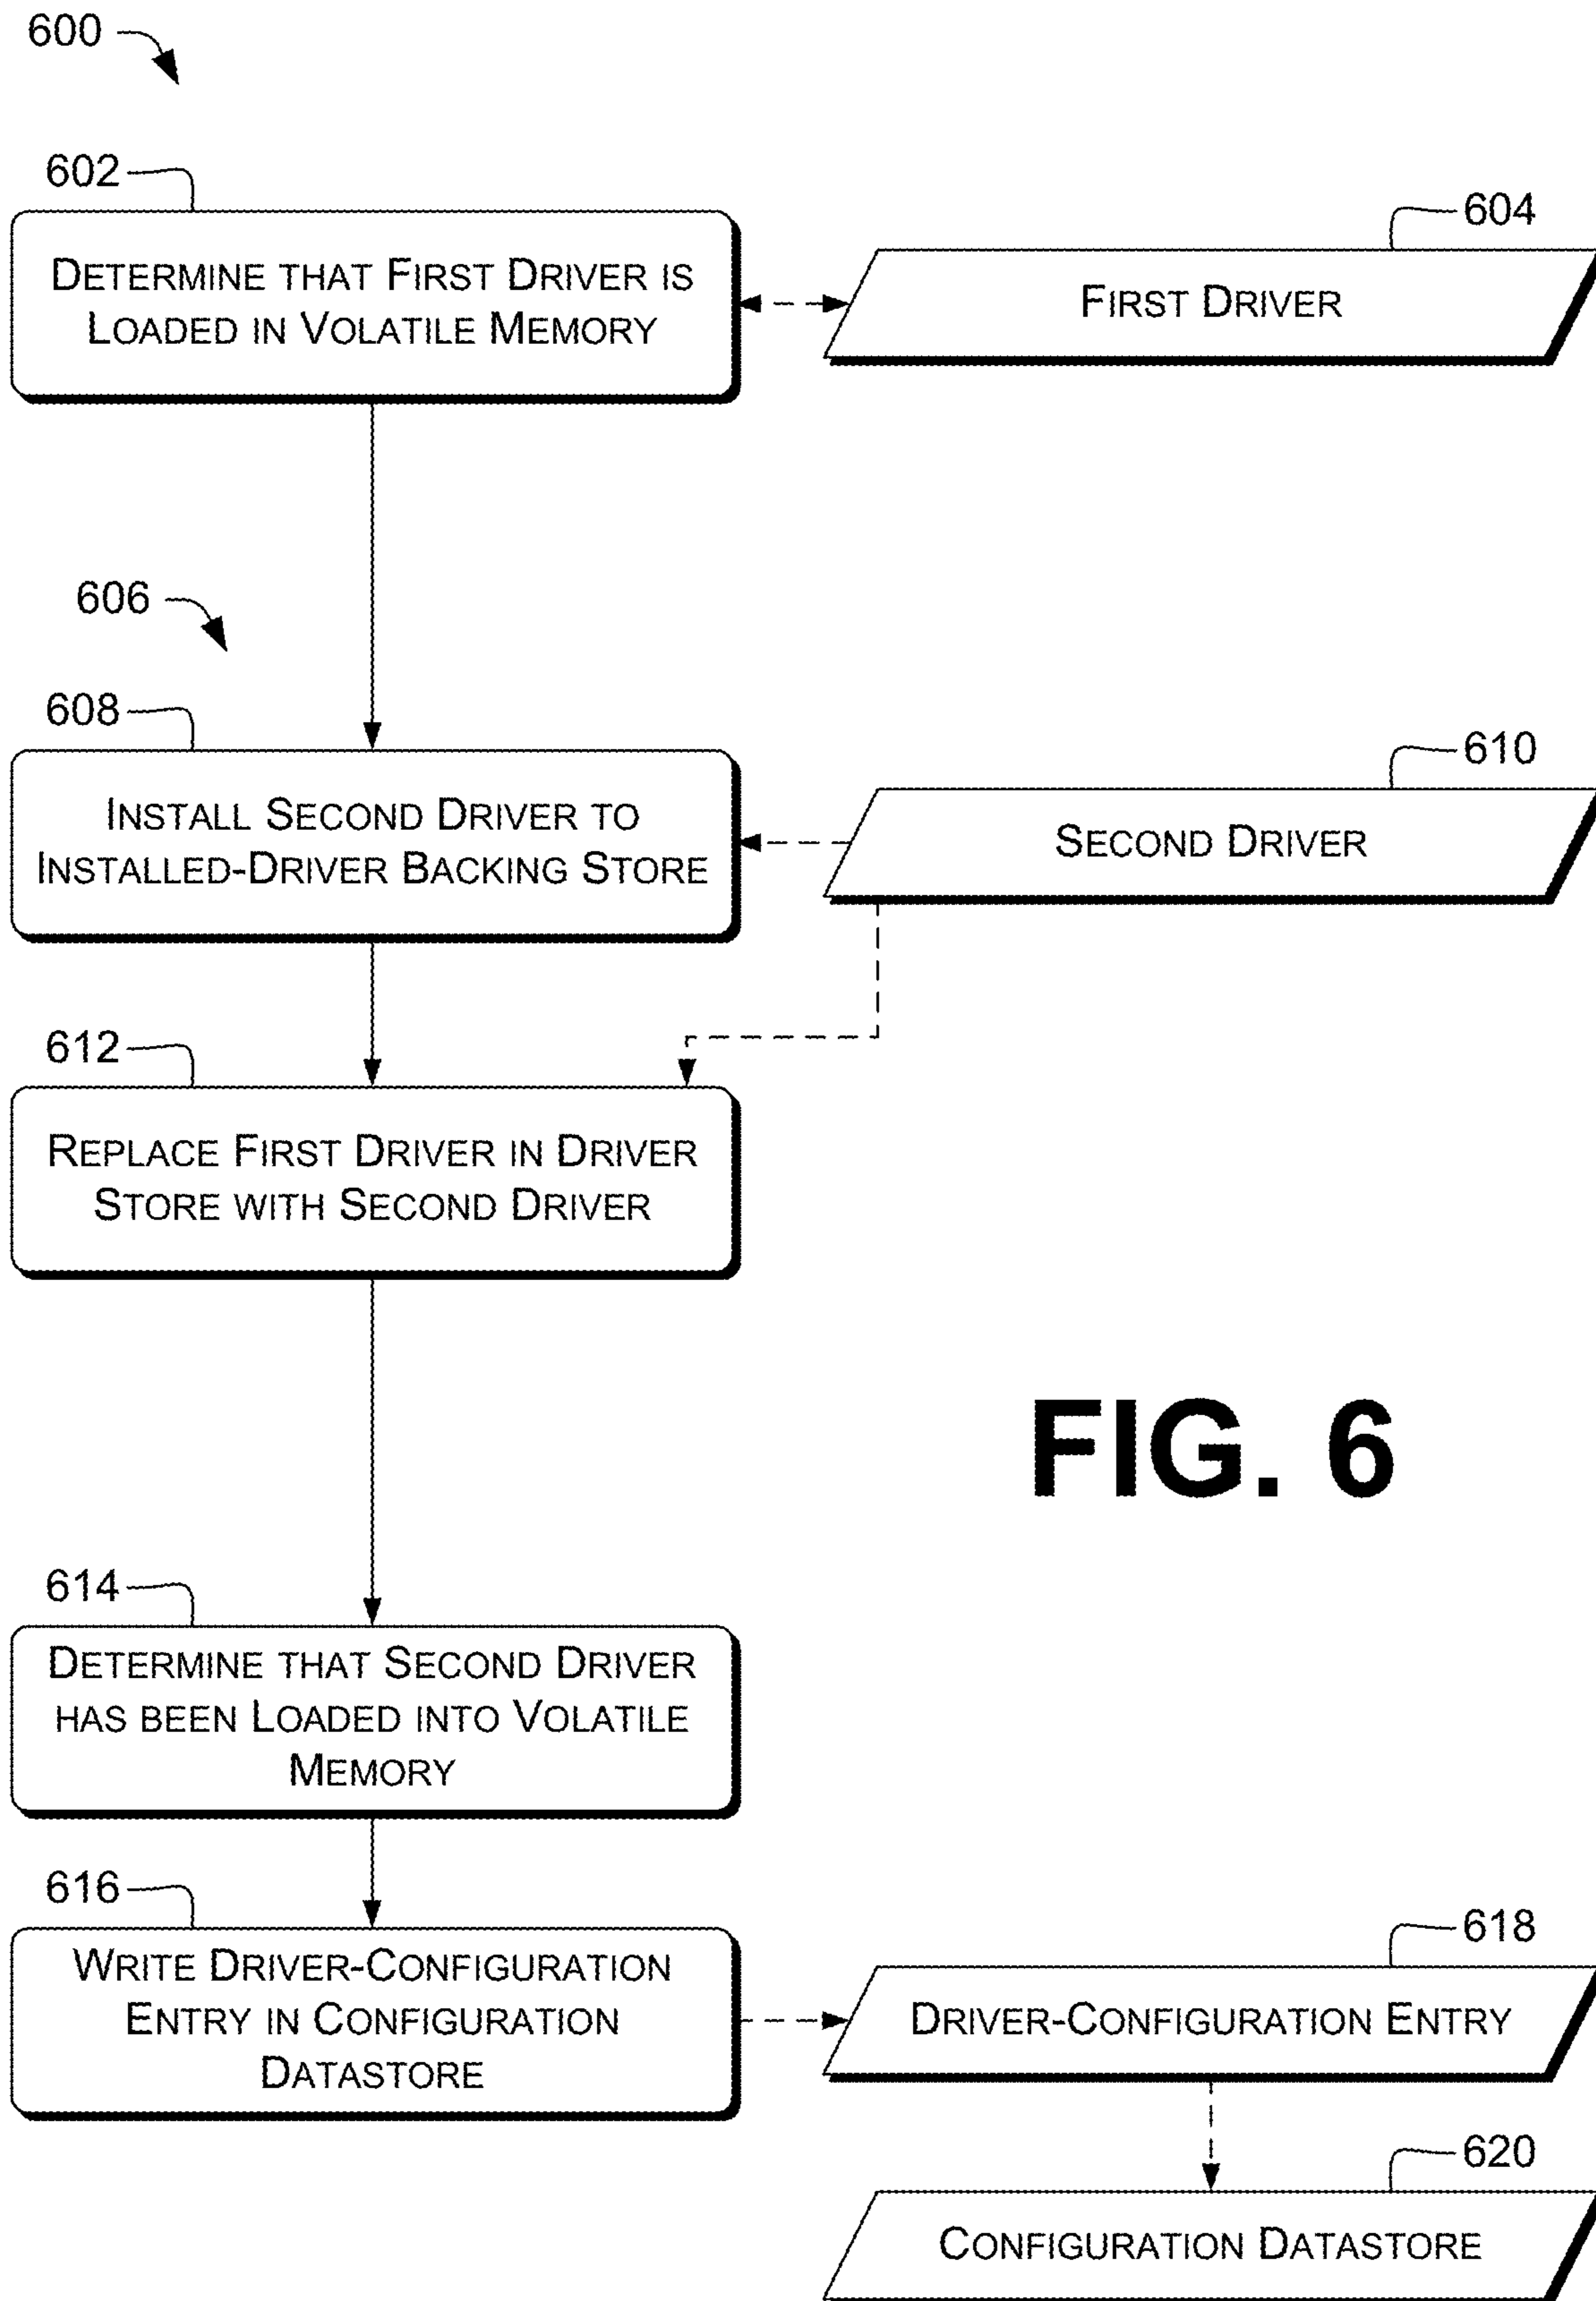 600
602
DETERMINE THAT FIRST DRIVER IS
LOADED IN VOLATILE MEMORY
604
FIRST DRIVER
606
608
INSTALL SECOND DRIVER TO
INSTALLED-DRIVER BACKING STORE
610
SECOND DRIVER
612
REPLACE FIRST DRIVER IN DRIVER
STORE WITH SECOND DRIVER
FIG. 6
614
DETERMINE THAT SECOND DRIVER
HAS BEEN LOADED INTO VOLATILE
MEMORY
616
WRITE DRIVER-CONFIGURATION
ENTRY IN CONFIGURATION
DATASTORE
618
DRIVER-CONFIGURATION ENTRY
620
CONFIGURATION DATASTORE